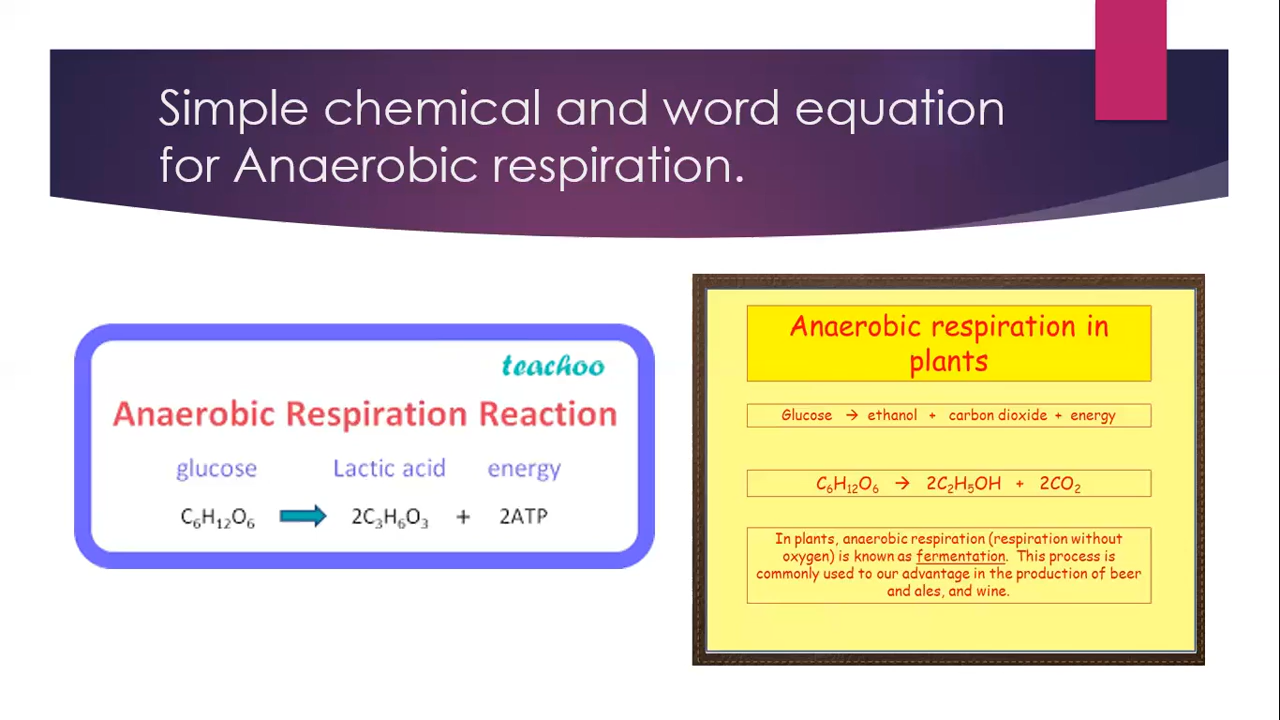 Simple chemical and word equation
for Anaerobic respiration.
teachoo
Anaerobic Respiration Reaction
glucose Lactic acid energy
C₆H₁₂O₆ 2C₃H₆O₃ + 2ATP
Anaerobic respiration in
plants
Glucose → ethanol + carbon dioxide + energy
C₆H₁₂O₆ → 2C₂H₅OH + 2CO₂
In plants, anaerobic respiration (respiration without
oxygen) is known as fermentation. This process is
commonly used to our advantage in the production of beer
and ales, and wine.